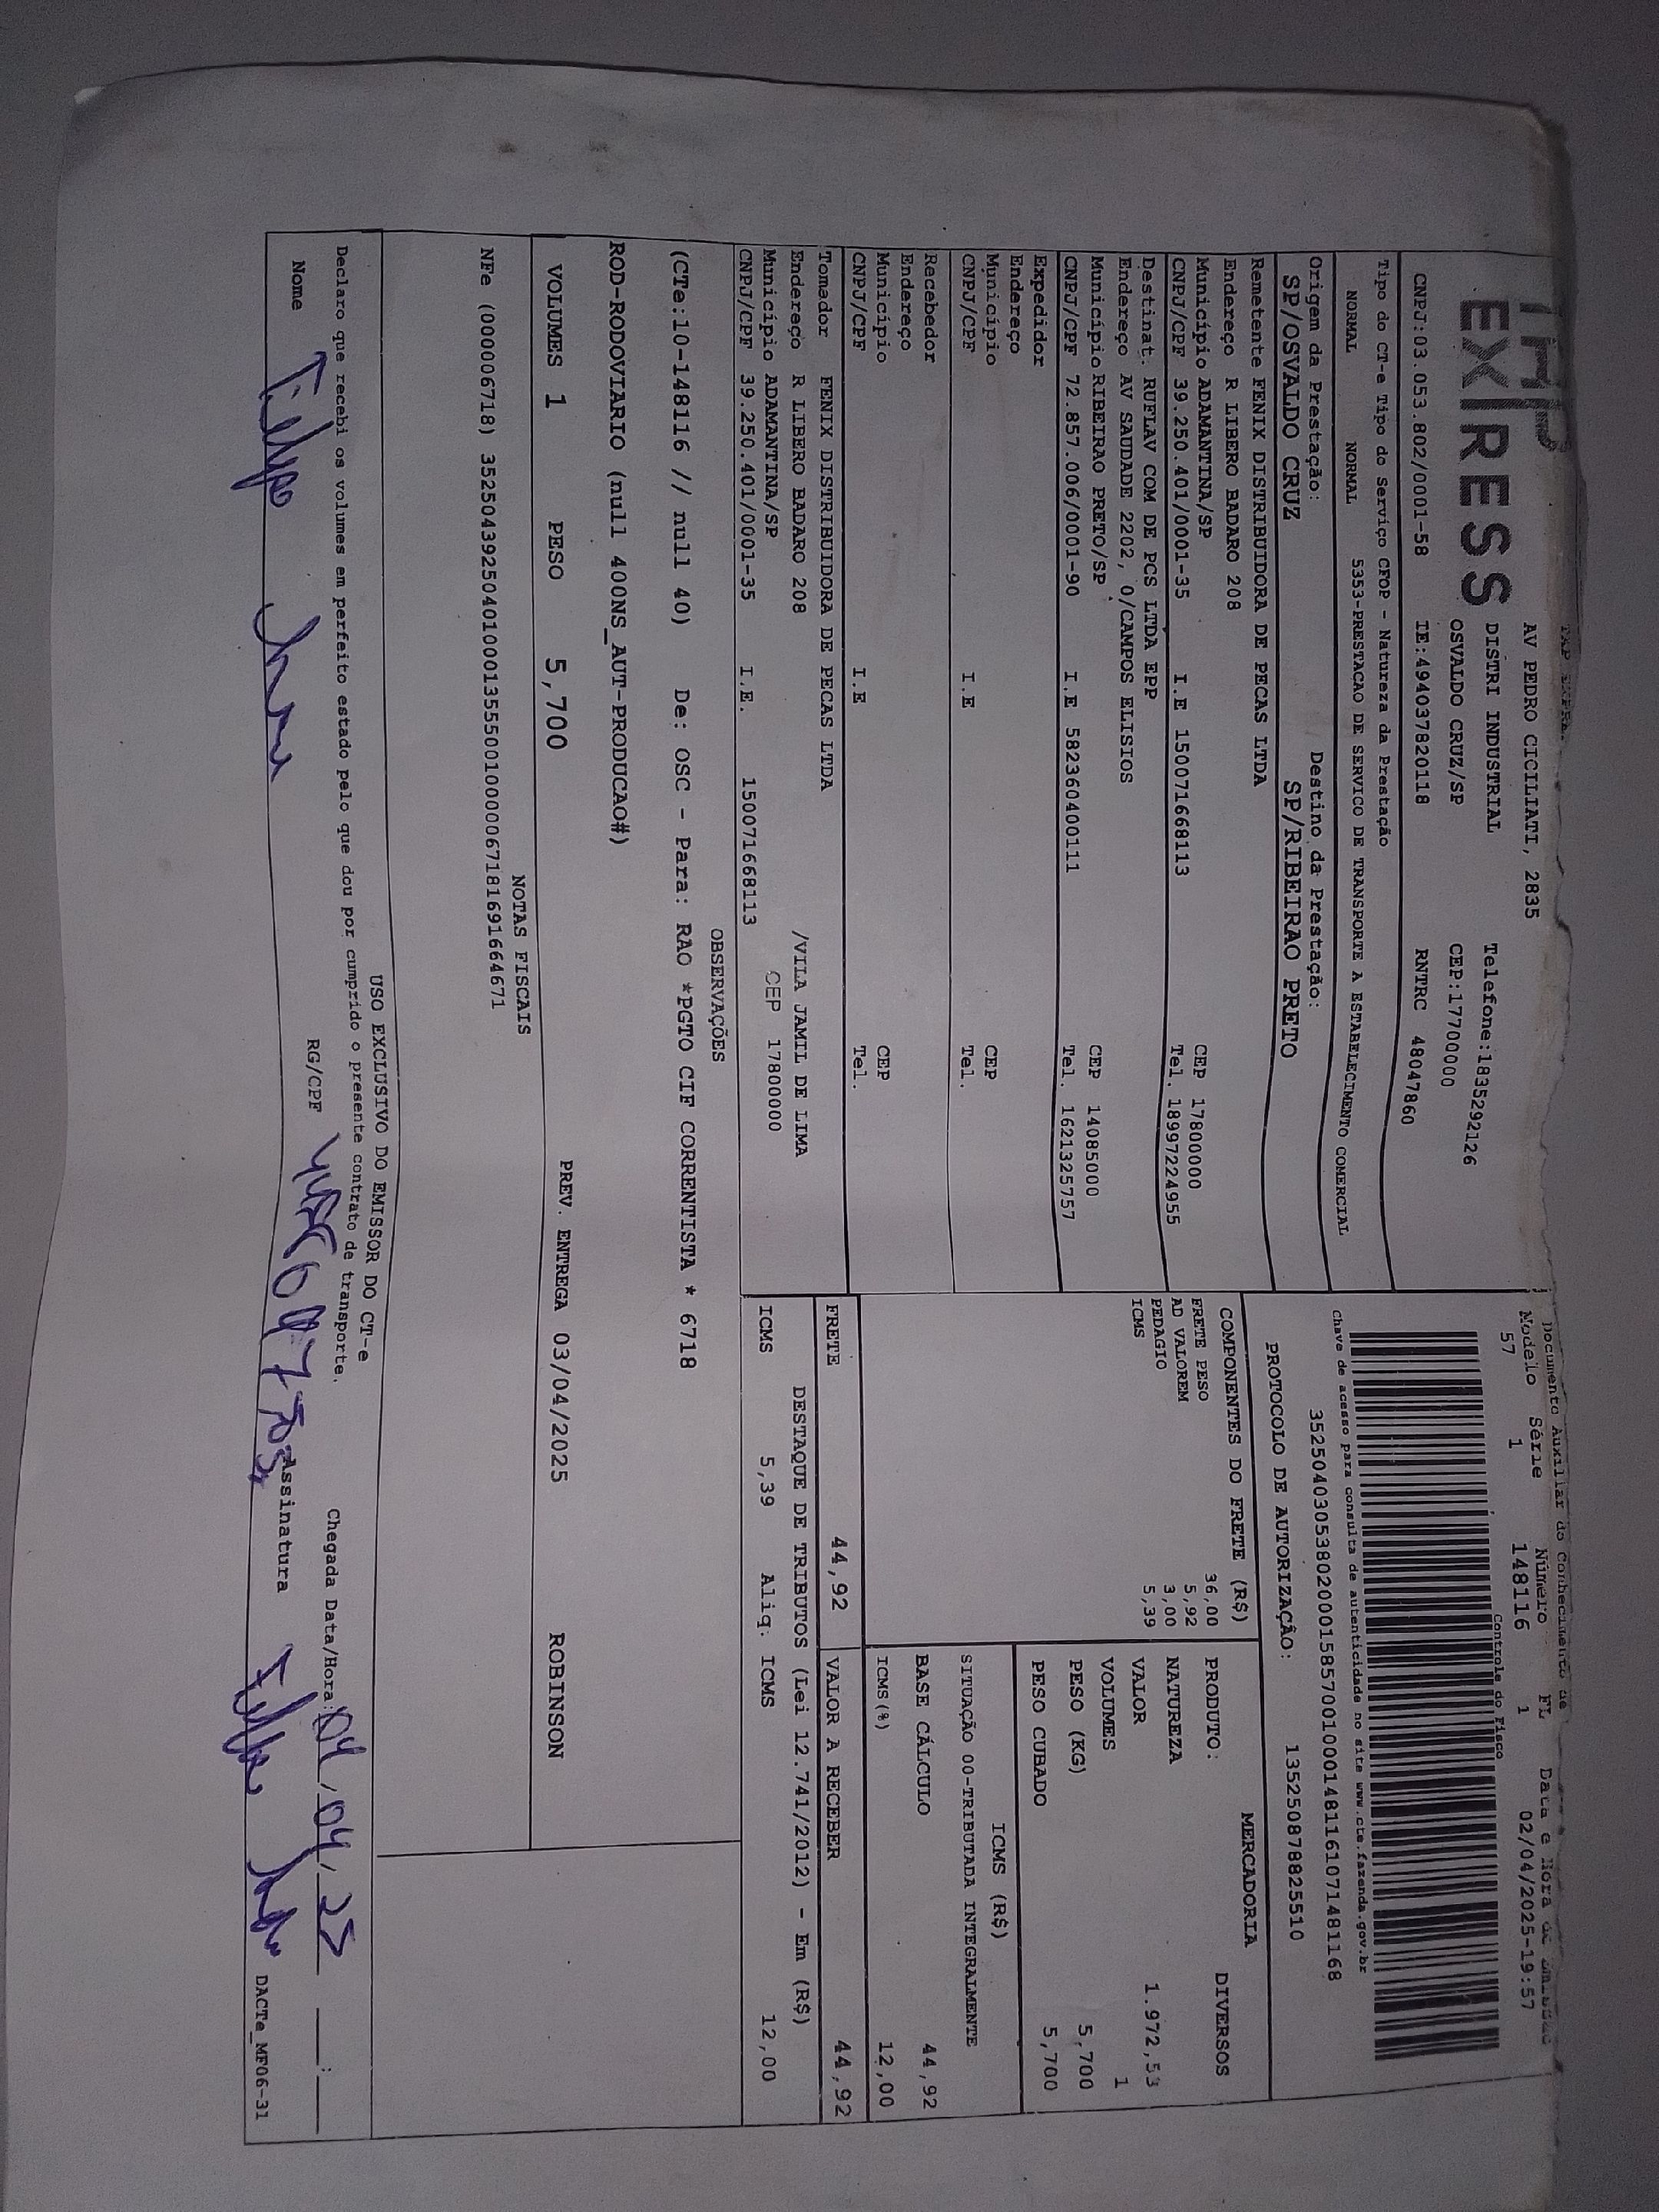 EXPRESS
AV PEDRO CICILIATI, 2835
DISTRI INDUSTRIAL Telefone:1835292126
OSVALDO CRUZ/SP CEP:17700000
CNPJ:03.053.802/0001-58 IE:494037820118 RNTRC 48047860
Tipo do CT-e Tipo do Serviço CFOP - Natureza da Prestação
NORMAL NORMAL 5353-PRESTACAO DE SERVICO DE TRANSPORTE A ESTABELECIMENTO COMERCIAL
Origem da Prestação: Destino da Prestação:
SP/OSVALDO CRUZ SP/RIBEIRAO PRETO
Documento Auxiliar do Conhecimento de
Modelo Série Número FL Data e Hora de Emissão
57 1 148116 1 02/04/2025-19:57
Controle do Fisco
Chave de acesso para consulta de autenticidade no site www.cte.fazenda.gov.br
35250403053802000158570010001481161071481168
PROTOCOLO DE AUTORIZAÇÃO: 135250878825510
Remetente FENIX DISTRIBUIDORA DE PECAS LTDA
Endereço R LIBERO BADARO 208
Município ADAMANTINA/SP CEP 17800000
CNPJ/CPF 39.250.401/0001-35 I.E 150071668113 Tel. 18997224955
Destinat. RUFLAV COM DE PCS LTDA EPP
Endereço AV SAUDADE 2202, 0/CAMPOS ELISIOS
Município RIBEIRAO PRETO/SP CEP 14085000
CNPJ/CPF 72.857.006/0001-90 I.E 582360400111 Tel. 1621325757
Expedidor
Endereço
Município CEP
CNPJ/CPF I.E Tel.
Recebedor
Endereço
Município CEP
CNPJ/CPF I.E Tel.
Tomador FENIX DISTRIBUIDORA DE PECAS LTDA
Endereço R LIBERO BADARO 208 /VILA JAMIL DE LIMA
Município ADAMANTINA/SP CEP 17800000
CNPJ/CPF 39.250.401/0001-35 I.E. 150071668113
COMPONENTES DO FRETE (R$)
FRETE PESO 36,00
AD VALOREM 5,92
PEDAGIO 3,00
ICMS 5,39
MERCADORIA
PRODUTO: DIVERSOS
NATUREZA
VALOR 1.972,53
VOLUMES 1
PESO (KG) 5,700
PESO CUBADO 5,700
ICMS (R$)
SITUAÇÃO 00-TRIBUTADA INTEGRALMENTE
BASE CÁLCULO 44,92
ICMS(%) 12,00
FRETE 44,92 VALOR A RECEBER 44,92
DESTAQUE DE TRIBUTOS (Lei 12.741/2012) - Em (R$)
ICMS 5,39 Aliq. ICMS 12,00
OBSERVAÇÕES
(CTe:10-148116 // null 40) De: OSC - Para: RAO *PGTO CIF CORRENTISTA * 6718
ROD-RODOVIARIO (null 400NS_AUT-PRODUCAO#)
VOLUMES 1 PESO 5,700 PREV. ENTREGA 03/04/2025 ROBINSON
NOTAS FISCAIS
NFe (000006718) 35250439250401000135550010000067181691664671
USO EXCLUSIVO DO EMISSOR DO CT-e
Declaro que recebi os volumes em perfeito estado pelo que dou por cumprido o presente contrato de transporte. Chegada Data/Hora: 04/04/25 __:__
Nome RG/CPF Assinatura
DACTe_MF06-31